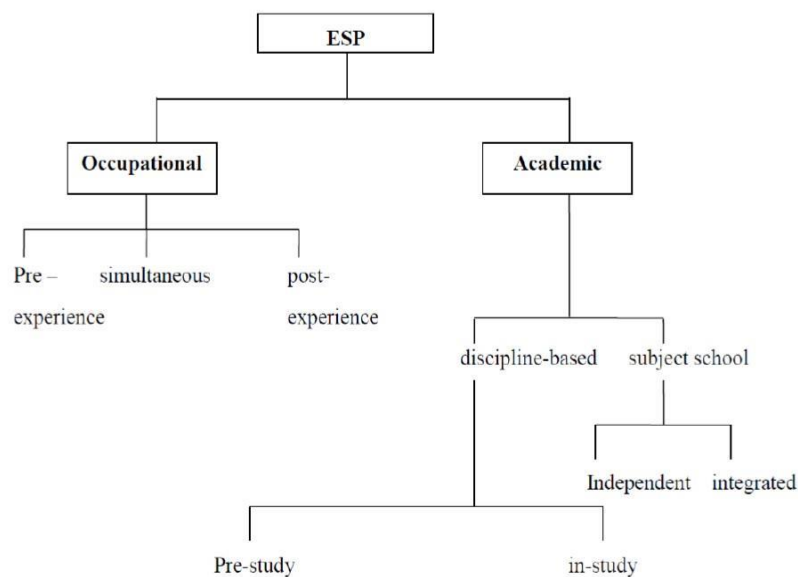 ESP
Occupational Academic
Pre – simultaneous post-
experience experience
discipline-based subject school
Independent integrated
Pre-study in-study